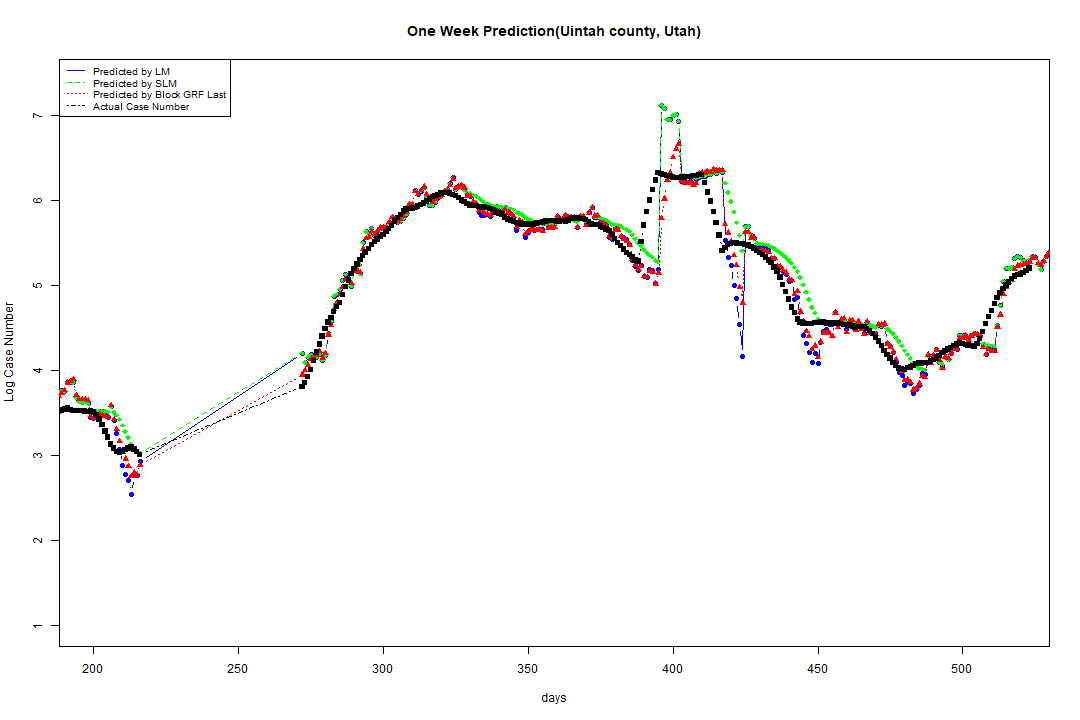 One Week Prediction(Uintah county, Utah)
Predicted by LM
Predicted by SLM
Predicted by Block GRF Last
Actual Case Number
Log Case Number
7
6
5
4
3
2
1
200 250 300 350 400 450 500
days